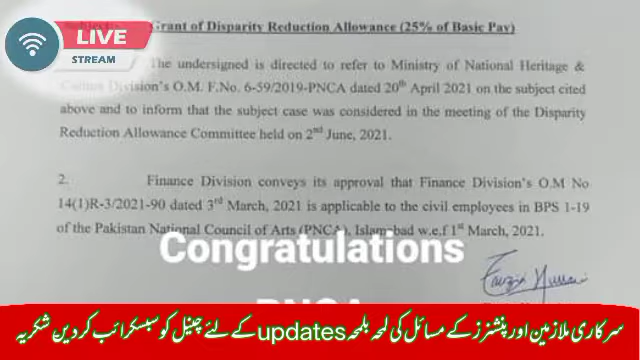 Grant of Disparity Reduction Allowance (25% of Basic Pay)
LIVE
STREAM
The undersigned is directed to refer to Ministry of National Heritage &
Culture Division's O.M. F.No. 6-59/2019-PNCA dated 20th April 2021 on the subject cited
above and to inform that the subject case was considered in the meeting of the Disparity
Reduction Allowance Committee held on 2nd June, 2021.
2. Finance Division conveys its approval that Finance Division's O.M No
14(1)R-3/2021-90 dated 3rd March, 2021 is applicable to the civil employees in BPS 1-19
of the Pakistan National Council of Arts (PNCA), Islamabad w.e.f 1st March, 2021.
Congratulations
PNCA
سرکاری ملازمین اور پنشنرز کے مسائل کی لمحہ بلمحہ updates کے لئے چینل کو سبسکرائب کر دیں شکریہ